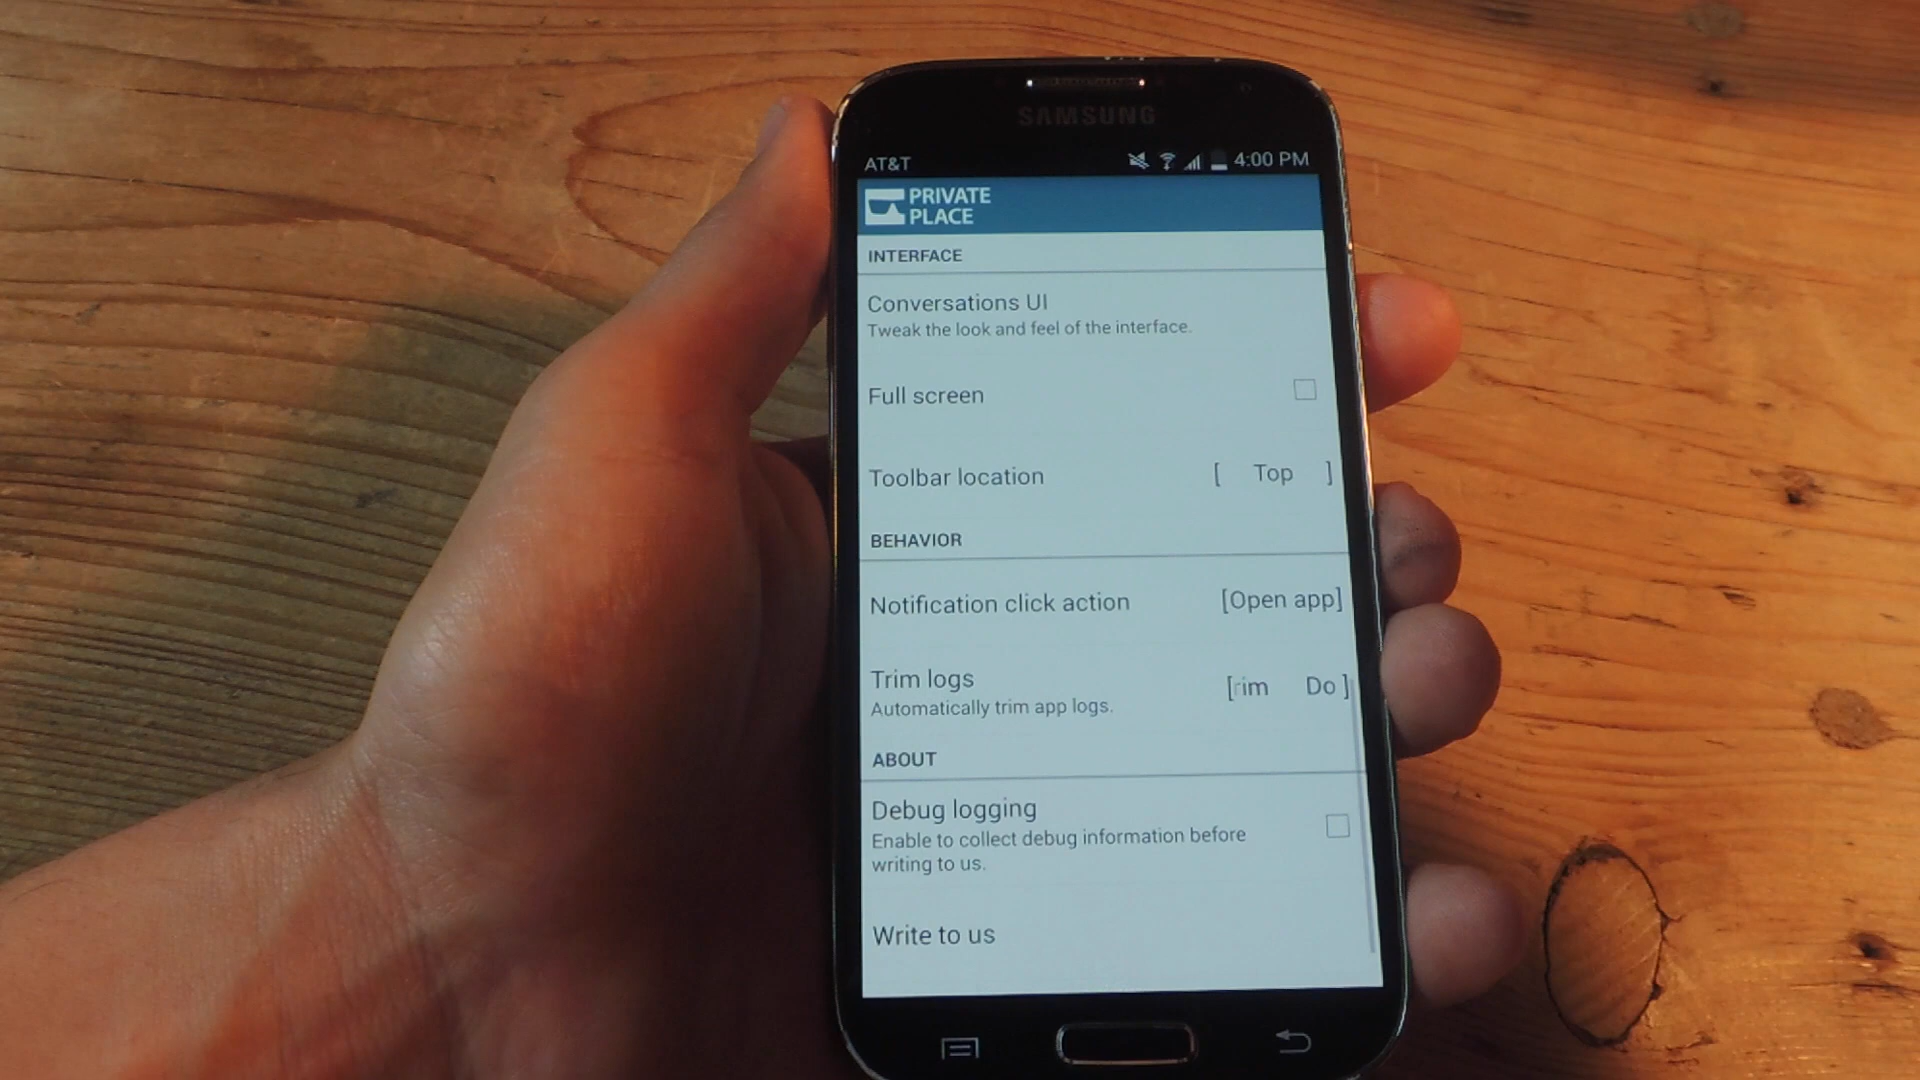 SAMSUNG
AT&T 4:00 PM
PRIVATE
PLACE
INTERFACE
Conversations UI
Tweak the look and feel of the interface.
Full screen
Toolbar location [ Top ]
BEHAVIOR
Notification click action [Open app]
Trim logs [rim Do ]
Automatically trim app logs.
ABOUT
Debug logging
Enable to collect debug information before
writing to us.
Write to us